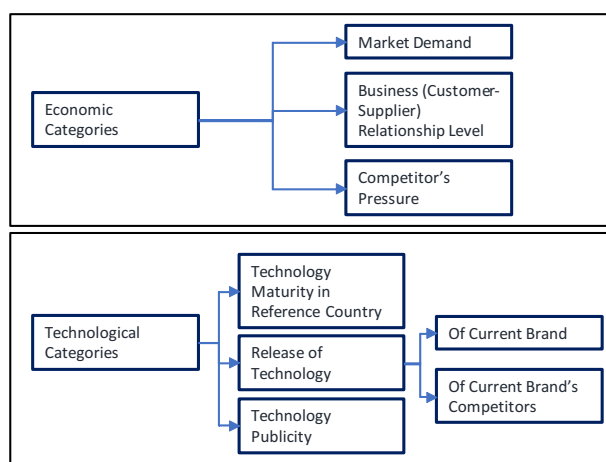 Market Demand
Economic
Categories
Business (Customer-
Supplier)
Relationship Level
Competitor's
Pressure
Technological
Categories
Technology
Maturity in
Reference Country
Release of
Technology
Technology
Publicity
Of Current Brand
Of Current Brand's
Competitors